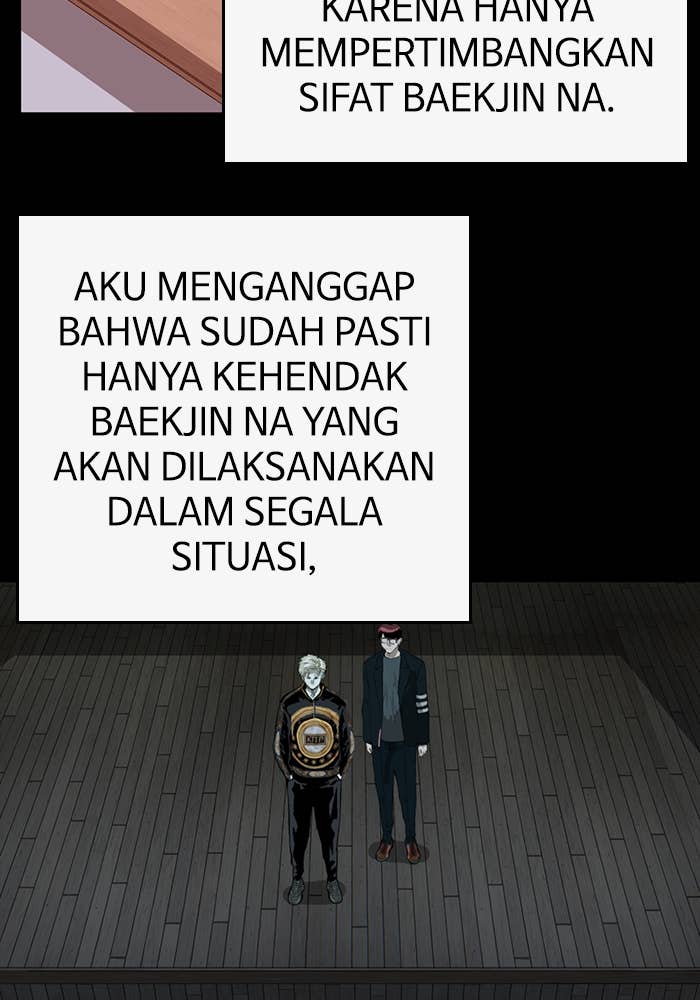 KARENA HANYA
MEMPERTIMBANGKAN
SIFAT BAEKJIN NA.
AKU MENGANGGAP
BAHWA SUDAH PASTI
HANYA KEHENDAK
BAEKJIN NA YANG
AKAN DILAKSANAKAN
DALAM SEGALA
SITUASI,